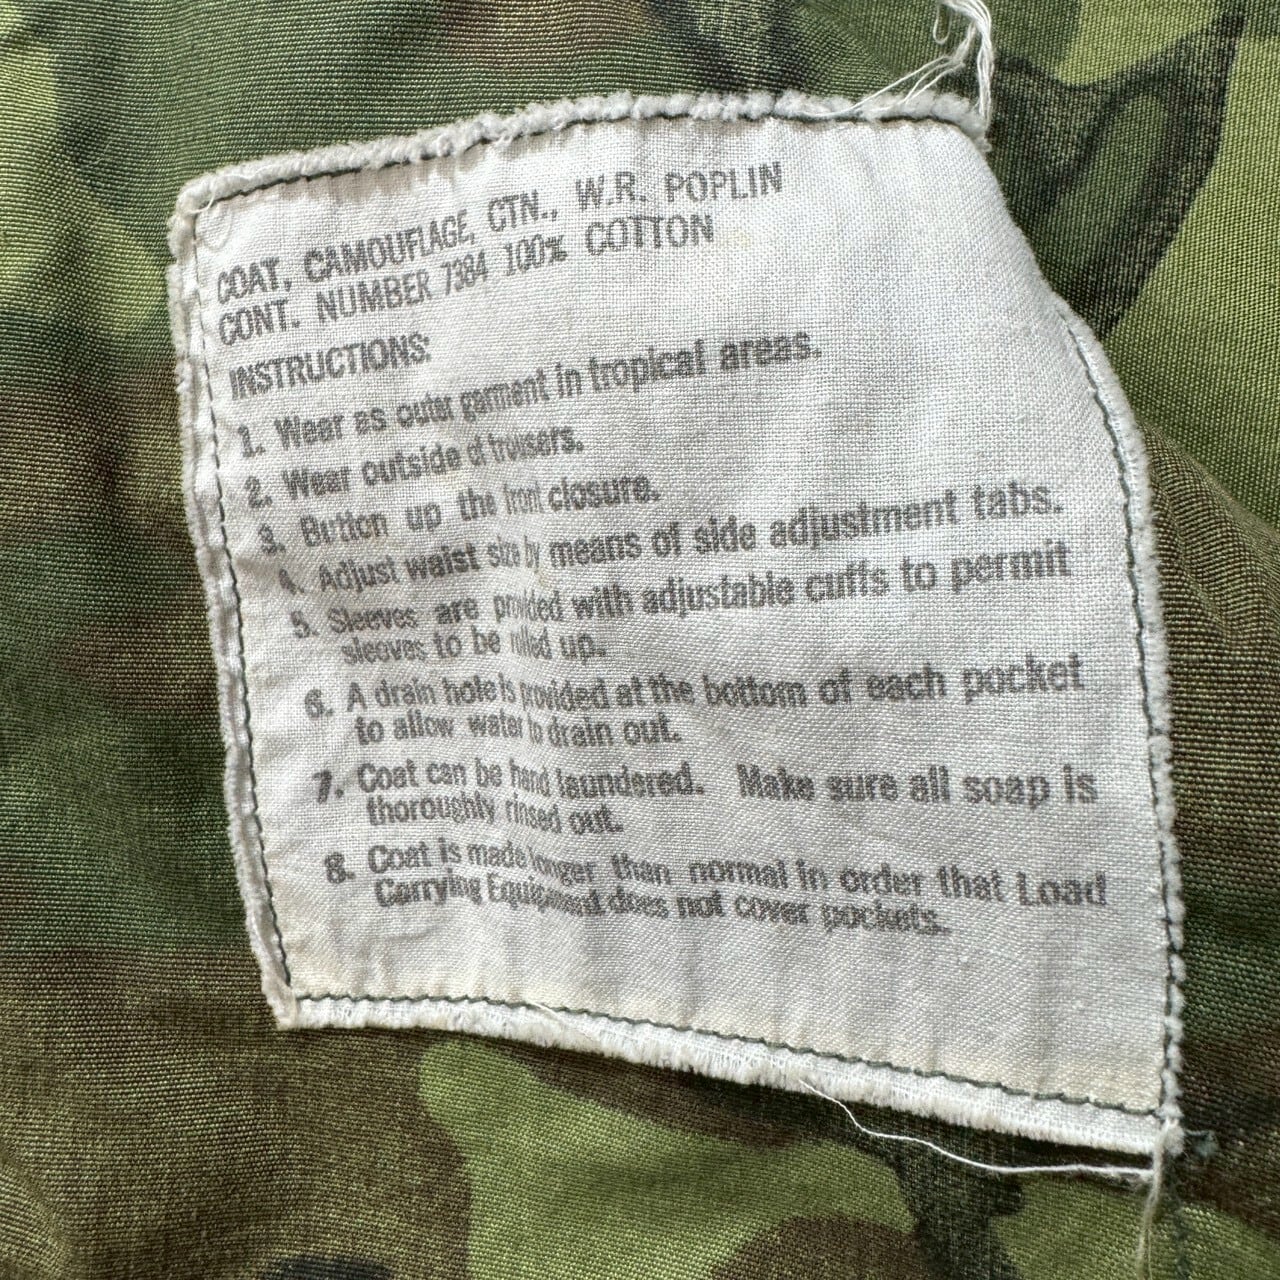 COAT, CAMOUFLAGE, CTN., W.R. POPLIN
CONT. NUMBER 7384 100% COTTON
INSTRUCTIONS:
1. Wear as outer garment in tropical areas.
2. Wear outside of trousers.
3. Button up the front closure.
4. Adjust waist size by means of side adjustment tabs.
5. Sleeves are provided with adjustable cuffs to permit
sleeves to be rolled up.
6. A drain hole is provided at the bottom of each pocket
to allow water to drain out.
7. Coat can be hand laundered. Make sure all soap is
thoroughly rinsed out.
8. Coat is made longer than normal in order that Load
Carrying Equipment does not cover pockets.